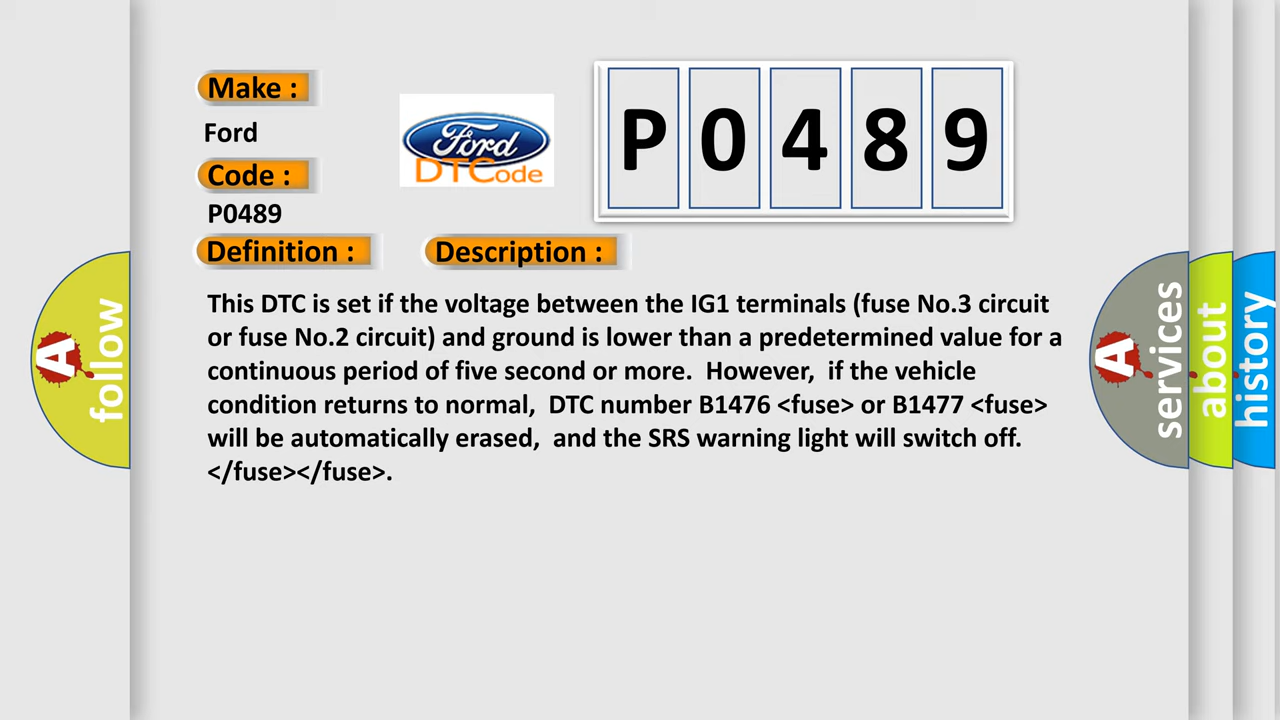 Make :
Ford
Code :
P0489
Definition :
Description :
Ford
DTCode
P0489
This DTC is set if the voltage between the IG1 terminals (fuse No.3 circuit
or fuse No.2 circuit) and ground is lower than a predetermined value for a
continuous period of five second or more. However, if the vehicle
condition returns to normal, DTC number B1476 <fuse> or B1477 <fuse>
will be automatically erased, and the SRS warning light will switch off.
</fuse></fuse>.
A
follow
A
services
about
history